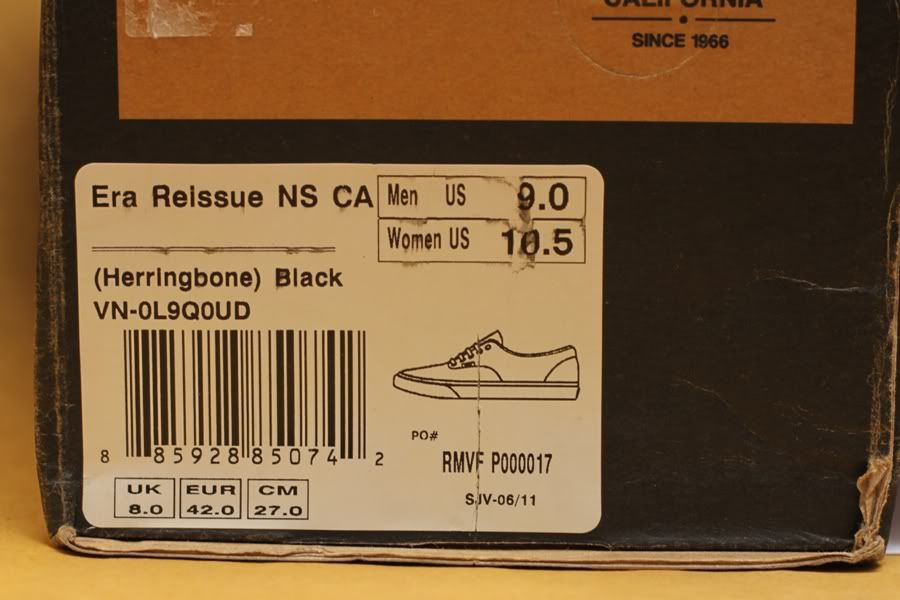 CALIFORNIA
SINCE 1966
Era Reissue NS CA
Men US 9.0
Women US 10.5
(Herringbone) Black
VN-0L9Q0UD
8 85928 85074 2
PO#
RMVF P000017
SJV-06/11
UK EUR CM
8.0 42.0 27.0